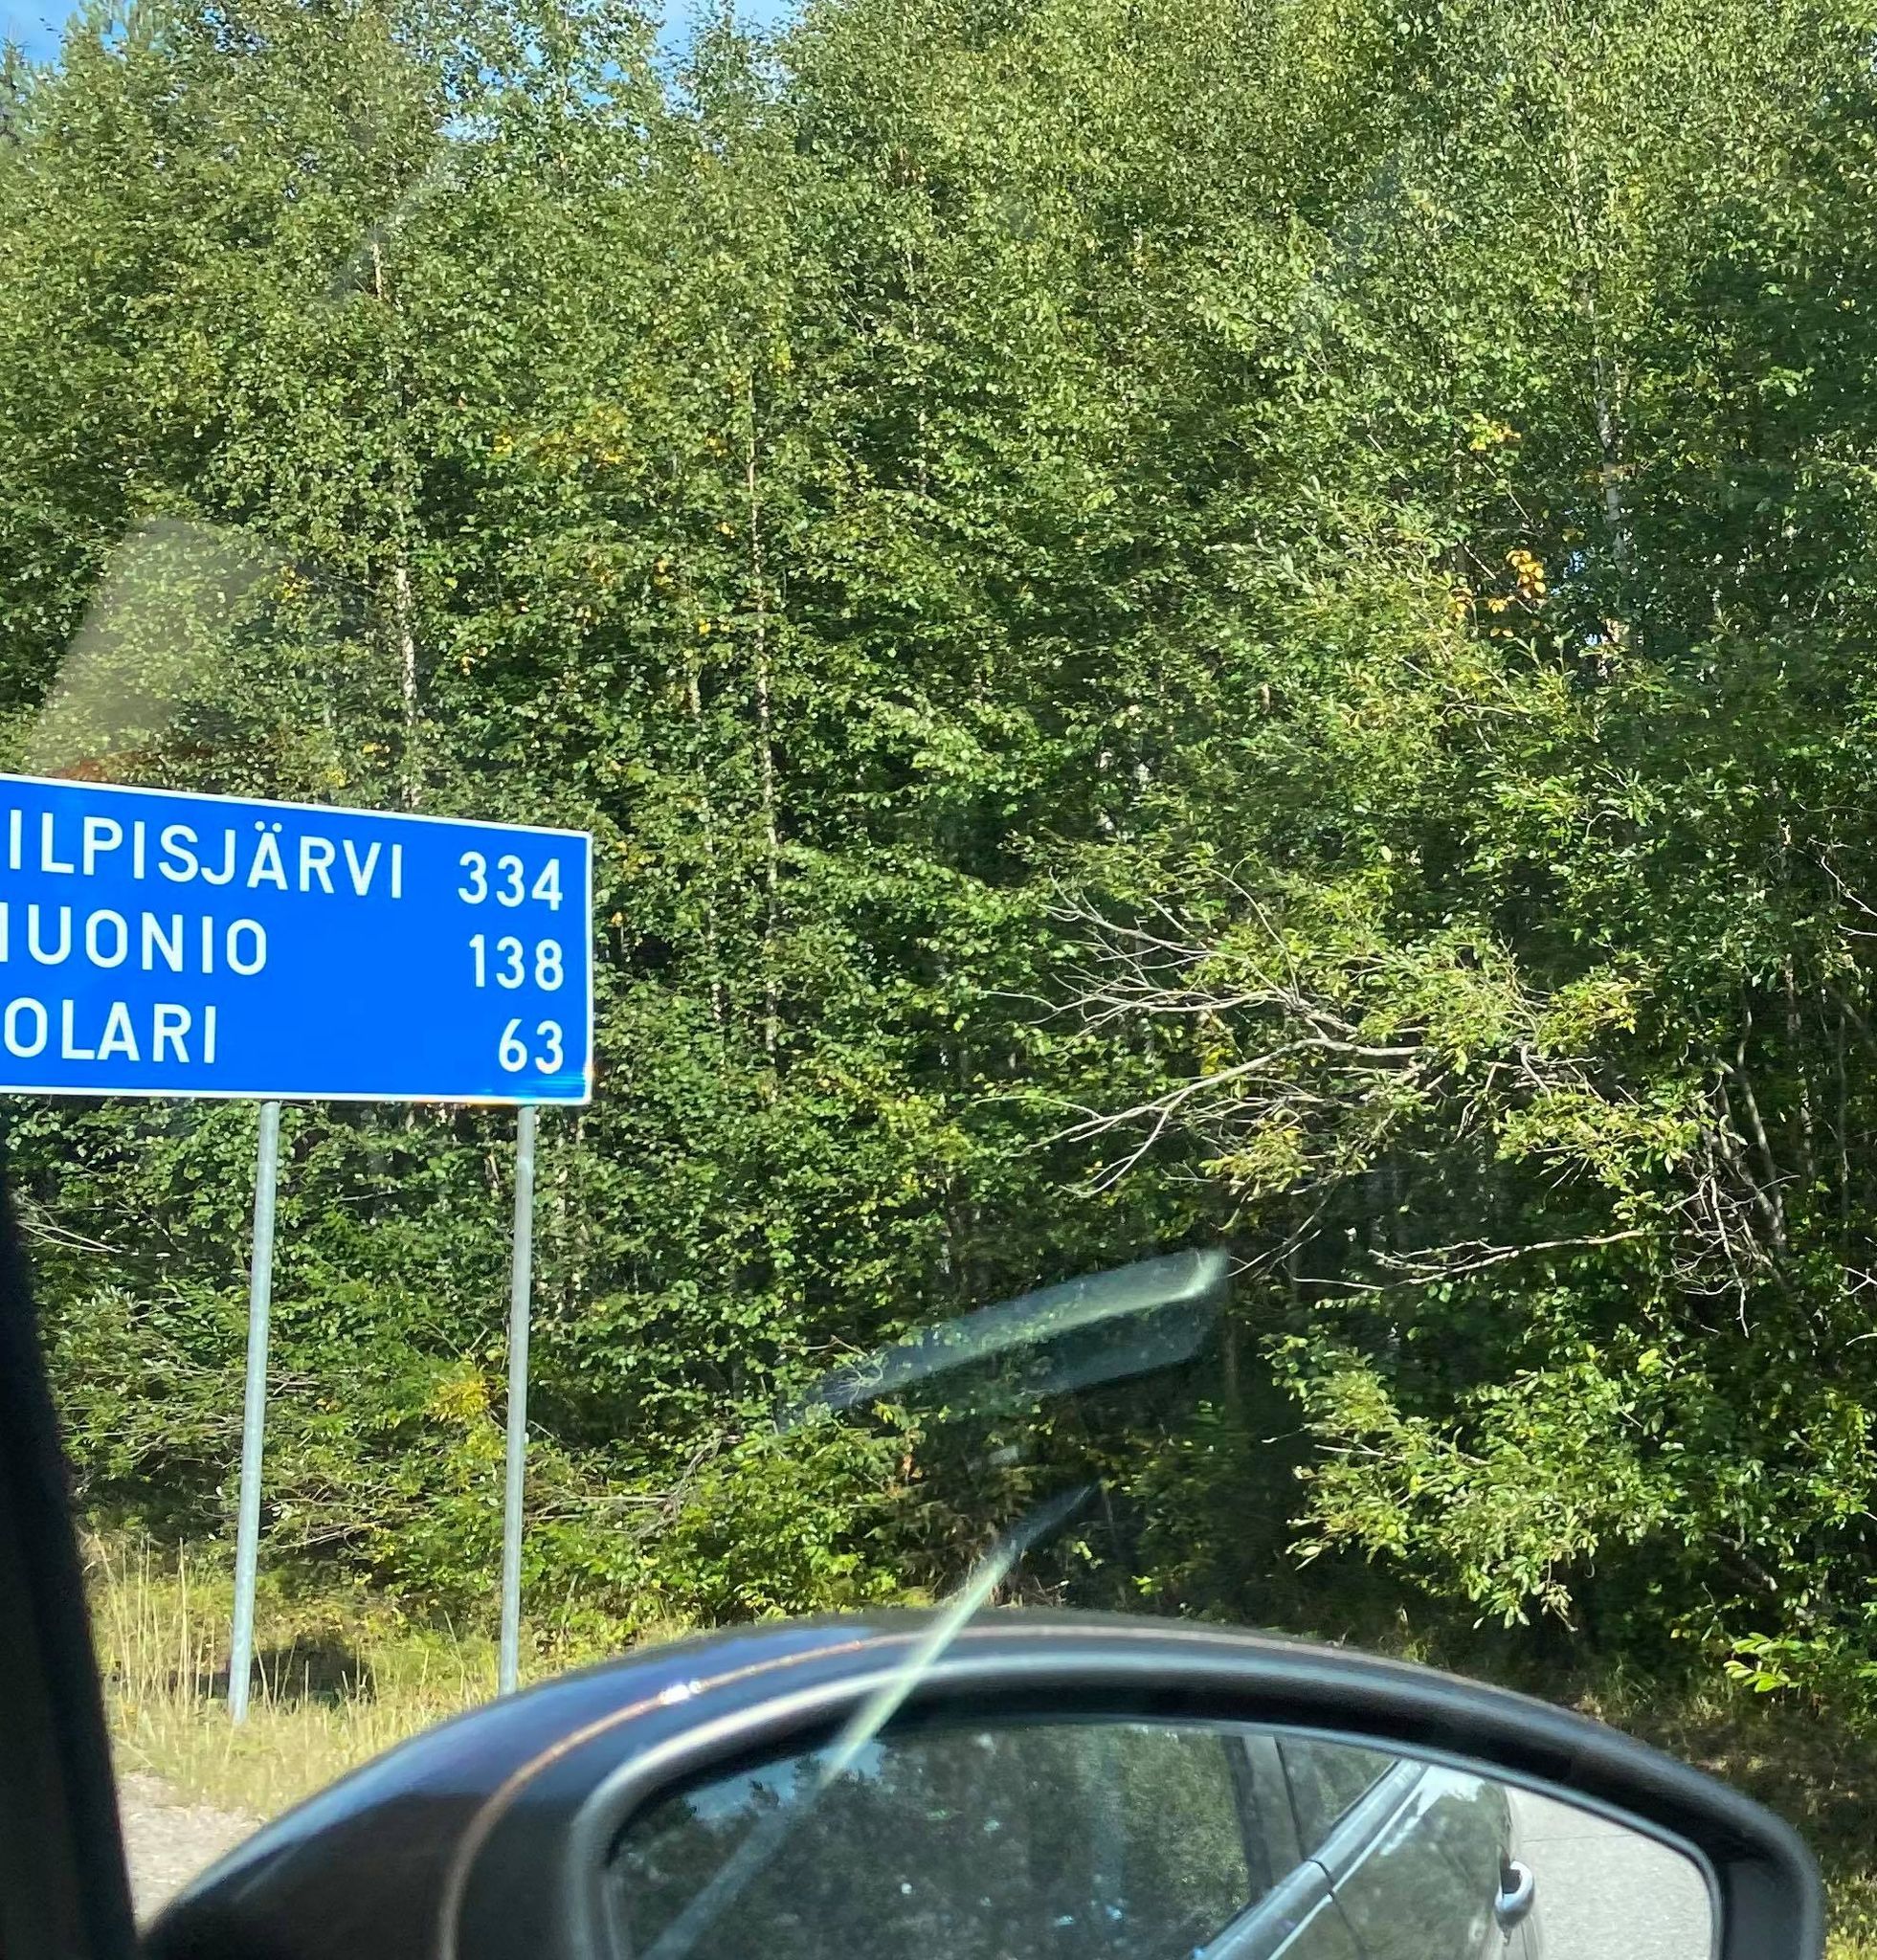 ILPISJÄRVI 334
UONIO 138
OLARI 63